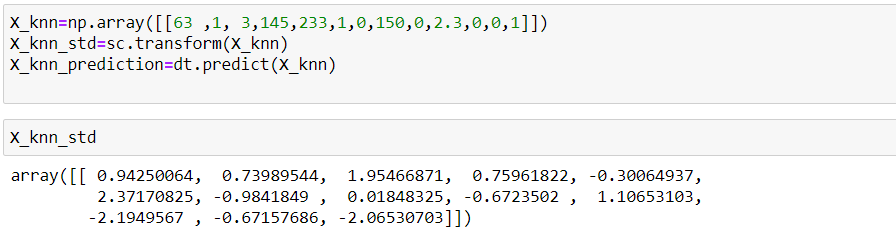 X_knn=np.array([[63 ,1, 3,145,233,1,0,150,0,2.3,0,0,1]])
X_knn_std=sc.transform(X_knn)
X_knn_prediction=dt.predict(X_knn)
X_knn_std
array([[ 0.94250064,  0.73989544,  1.95466871,  0.75961822, -0.30064937,
         2.37170825, -0.9841849 ,  0.01848325, -0.6723502 ,  1.10653103,
        -2.1949567 , -0.67157686, -2.06530703]])